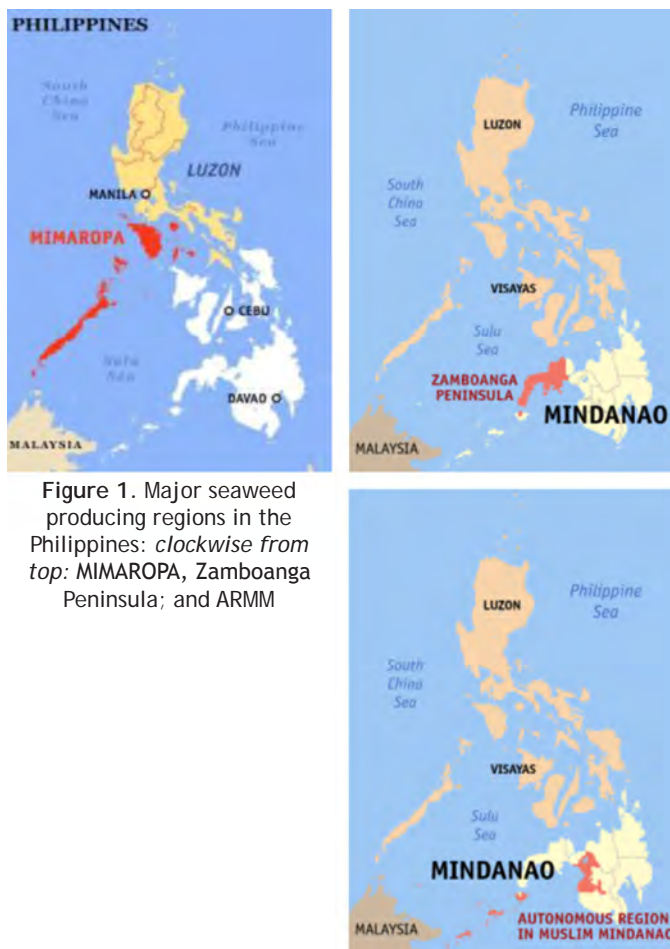 PHILIPPINES
South
China
Sea
Philippine
Sea
LUZON
MANILA
MIMAROPA
CEBU
Sulu
Sea
DAVAO
MALAYSIA
Figure 1. Major seaweed
producing regions in the
Philippines: clockwise from
top: MIMAROPA, Zamboanga
Peninsula; and ARMM
LUZON
Philippine
Sea
South
China
Sea
VISAYAS
Sulu
Sea
ZAMBOANGA
PENINSULA
MINDANAO
MALAYSIA
LUZON
Philippine
Sea
South
China
Sea
VISAYAS
Sulu
Sea
MINDANAO
AUTONOMOUS REGION
IN MUSLIM MINDANAO
MALAYSIA